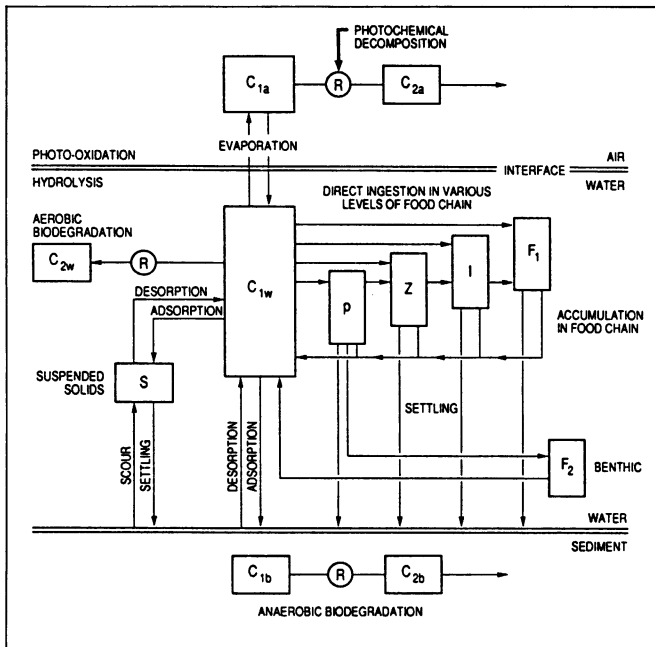 PHOTOCHEMICAL
DECOMPOSITION
C1a
R
C2a
EVAPORATION
PHOTO-OXIDATION
AIR
INTERFACE
HYDROLYSIS
WATER
DIRECT INGESTION IN VARIOUS
LEVELS OF FOOD CHAIN
AEROBIC
BIODEGRADATION
C2w
R
C1w
P
Z
I
F1
DESORPTION
ADSORPTION
ACCUMULATION
IN FOOD CHAIN
SUSPENDED
SOLIDS
S
SETTLING
SCOUR
SETTLING
DESORPTION
ADSORPTION
F2
BENTHIC
WATER
SEDIMENT
C1b
R
C2b
ANAEROBIC BIODEGRADATION